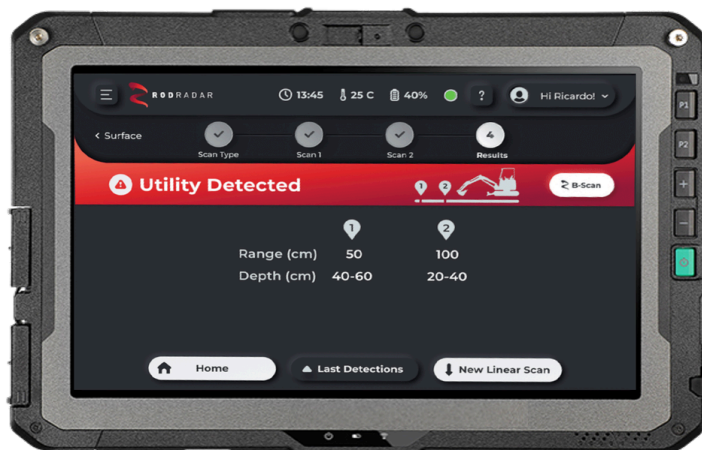 RODRADAR
13:45
25 C
40%
?
Hi Ricardo!
< Surface
4
Scan Type
Scan 1
Scan 2
Results
Utility Detected
1
2
B-Scan
1
2
Range (cm) 50 100
Depth (cm) 40-60 20-40
Home
Last Detections
New Linear Scan
P1
P2
+
-